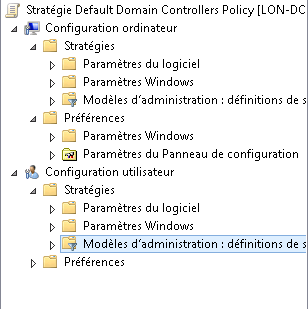 Stratégie Default Domain Controllers Policy [LON-DC
Configuration ordinateur
Stratégies
Paramètres du logiciel
Paramètres Windows
Modèles d'administration : définitions de s
Préférences
Paramètres Windows
Paramètres du Panneau de configuration
Configuration utilisateur
Stratégies
Paramètres du logiciel
Paramètres Windows
Modèles d'administration : définitions de s
Préférences